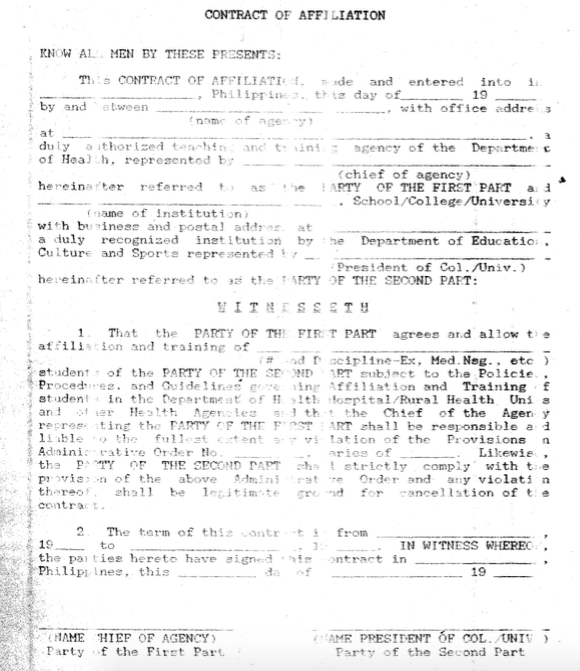 CONTRACT OF AFFILIATION
KNOW ALL MEN BY THESE PRESENTS:
This CONTRACT OF AFFILIATION, made and entered into in
____________, Philippines, this day of______ 19 ____
by and between ______________________, with office address
(name of agency)
at ______________________________________________, a
duly authorized teaching and training agency of the Department
of Health, represented by ______________________
(chief of agency)
hereinafter referred to as the PARTY OF THE FIRST PART and
______________________________, School/College/University
(name of institution)
with business and postal address at ______________________
a duly recognized institution by the Department of Education,
Culture and Sports represented by ______________________
(President of Col./Univ.)
hereinafter referred to as the PARTY OF THE SECOND PART:
W I T N E S S E T H
1. That the PARTY OF THE FIRST PART agrees and allow the
affiliation and training of ______________________
(# and Discipline-Ex. Med.Nsg., etc )
students of the PARTY OF THE SECOND PART subject to the Policies,
Procedures, and Guidelines governing Affiliation and Training of
students in the Department of Health Hospital/Rural Health Units
and other Health Agencies and that the Chief of the Agency
representing the PARTY OF THE FIRST PART shall be responsible and
liable to the fullest extent any violation of the Provisions in
Administrative Order No. ________, series of ______. Likewise,
the PARTY OF THE SECOND PART shall strictly comply with the
provision of the above Administrative Order and any violation
thereof, shall be legitimate ground for cancellation of the
contract.
2. The term of this contract is from ____________,
19____ to ______________, 19____. IN WITNESS WHEREOF,
the parties hereto have signed this contract in ____________,
Philippines, this ________ day of ______________ 19 ____
(NAME CHIEF OF AGENCY) (NAME PRESIDENT OF COL./UNIV )
Party of the First Part Party of the Second Part